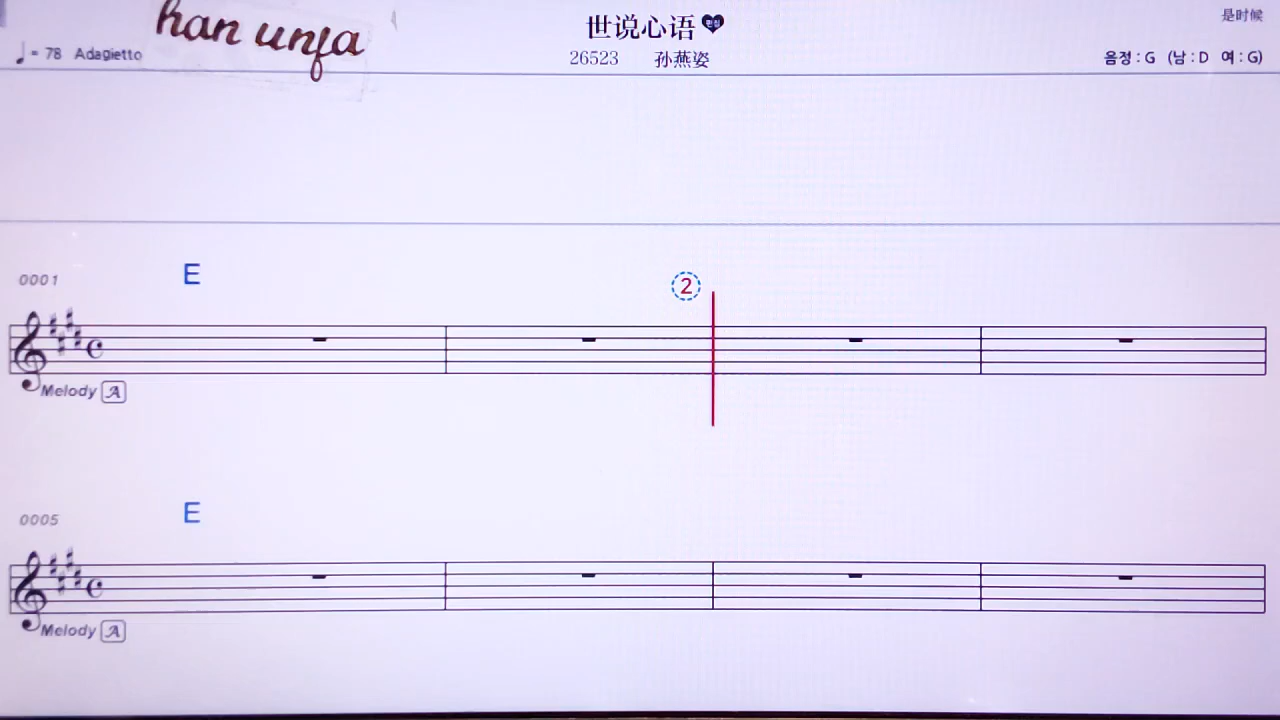 han unfa
世说心语
是时候
♩= 78 Adagietto
26523 孙燕姿
음정 : G (남 : D 여 : G)
0001 E
2
Melody A
0005 E
Melody A